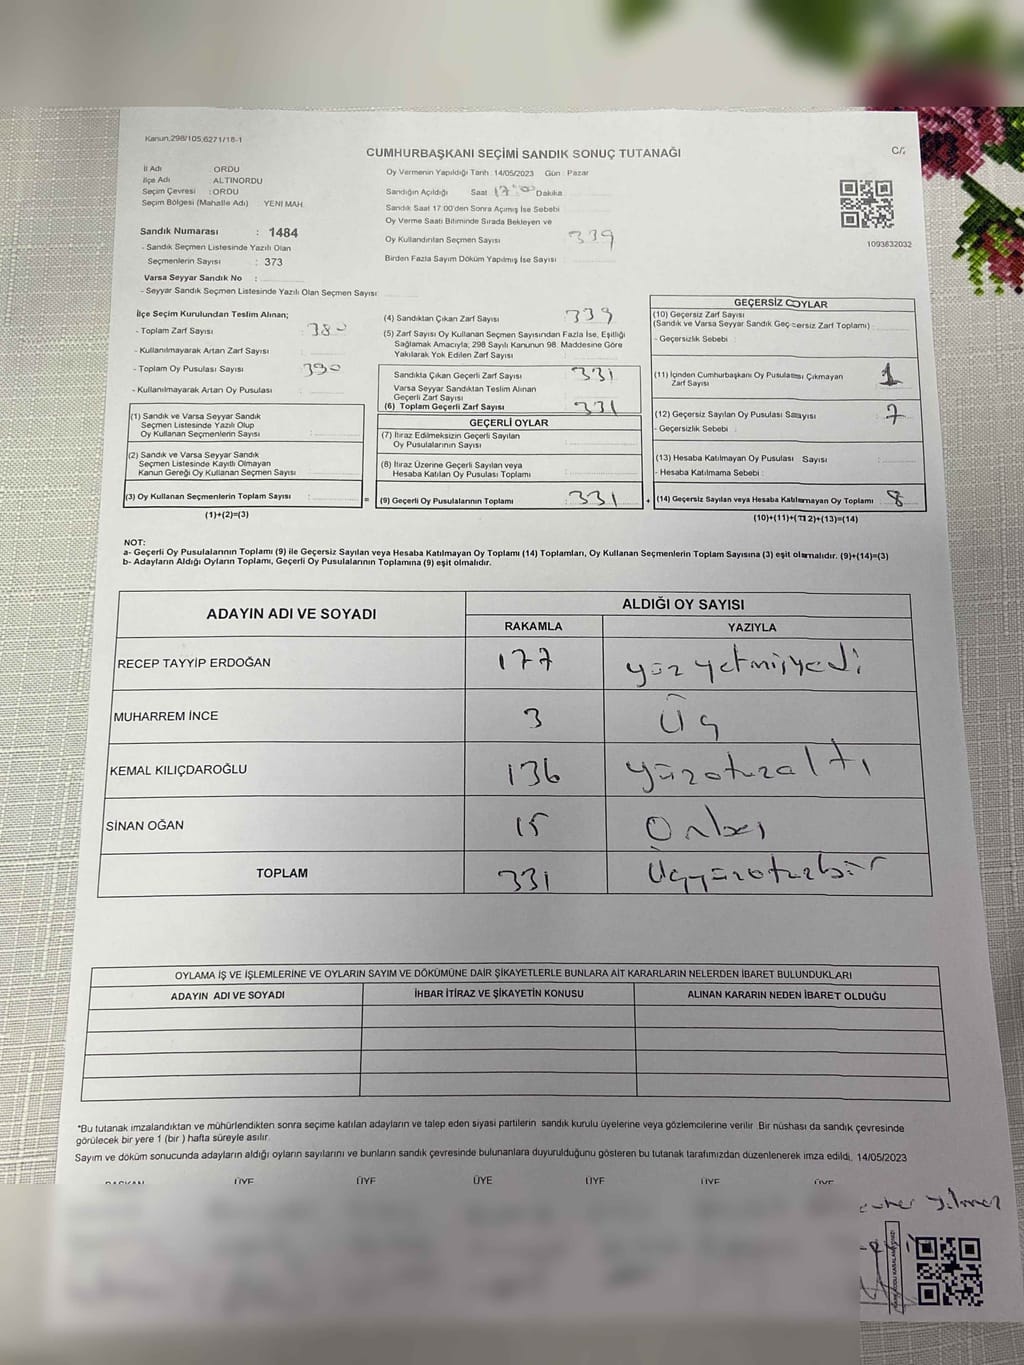 Kanun.298/105,6271/18-1
CUMHURBAŞKANI SEÇİMİ SANDIK SONUÇ TUTANAĞI
İl Adı : ORDU
İlçe Adı : ALTINORDU
Seçim Çevresi : ORDU
Seçim Bölgesi (Mahalle Adı) YENİ MAH.
Sandık Numarası : 1484
- Sandık Seçmen Listesinde Yazılı Olan
Seçmenlerin Sayısı : 373
Varsa Seyyar Sandık No :
- Seyyar Sandık Seçmen Listesinde Yazılı Olan Seçmen Sayısı:
Oy Vermenin Yapıldığı Tarih :14/05/2023 Gün : Pazar
Sandığın Açıldığı Saat 17:00 Dakika
Sandık Saat 17:00'den Sonra Açımış İse Sebebi
Oy Verme Saati Bitiminde Sırada Bekleyen ve
Oy Kullandırılan Seçmen Sayısı 339
Birden Fazla Sayım Döküm Yapılmış İse Sayısı
1093632032
İlçe Seçim Kurulundan Teslim Alınan;
- Toplam Zarf Sayısı : 380
- Kullanılmayarak Artan Zarf Sayısı :
- Toplam Oy Pusulası Sayısı : 390
- Kullanılmayarak Artan Oy Pusulası :
(1) Sandık ve Varsa Seyyar Sandık
Seçmen Listesinde Yazılı Olup
Oy Kullanan Seçmenlerin Sayısı :
(2) Sandık ve Varsa Seyyar Sandık
Seçmen Listesinde Kayıtlı Olmayan
Kanun Gereği Oy Kullanan Seçmen Sayısı :
(3) Oy Kullanan Seçmenlerin Toplam Sayısı :
(1)+(2)=(3)
(4) Sandıktan Çıkan Zarf Sayısı : 339
(5) Zarf Sayısı Oy Kullanan Seçmen Sayısından Fazla İse, Eşitliği
Sağlamak Amacıyla; 298 Sayılı Kanunun 98. Maddesine Göre
Yakılarak Yok Edilen Zarf Sayısı :
Sandıkta Çıkan Geçerli Zarf Sayısı : 331
Varsa Seyyar Sandıktan Teslim Alınan
Geçerli Zarf Sayısı :
(6) Toplam Geçerli Zarf Sayısı : 331
GEÇERLİ OYLAR
(7) İtiraz Edilmeksizin Geçerli Sayılan
Oy Pusulalarının Sayısı
(8) İtiraz Üzerine Geçerli Sayılan veya
Hesaba Katılan Oy Pusulası Toplamı
= (9) Geçerli Oy Pusulalarının Toplamı : 331 +
GEÇERSİZ OYLAR
(10) Geçersiz Zarf Sayısı
(Sandık ve Varsa Seyyar Sandık Geçersiz Zarf Toplamı) :
- Geçersizlik Sebebi :
(11) İçinden Cumhurbaşkanı Oy Pusulası Çıkmayan
Zarf Sayısı 1
(12) Geçersiz Sayılan Oy Pusulası Sayısı 7
- Geçersizlik Sebebi :
(13) Hesaba Katılmayan Oy Pusulası Sayısı
- Hesaba Katılmama Sebebi :
(14) Geçersiz Sayılan veya Hesaba Katılmayan Oy Toplamı : 8
(10)+(11)+(12)+(13)=(14)
NOT:
a- Geçerli Oy Pusulalarının Toplamı (9) ile Geçersiz Sayılan veya Hesaba Katılmayan Oy Toplamı (14) Toplamları, Oy Kullanan Seçmenlerin Toplam Sayısına (3) eşit olmalıdır. (9)+(14)=(3)
b- Adayların Aldığı Oyların Toplamı, Geçerli Oy Pusulalarının Toplamına (9) eşit olmalıdır.
ADAYIN ADI VE SOYADI
ALDIĞI OY SAYISI
RAKAMLA YAZIYLA
RECEP TAYYİP ERDOĞAN 177 yüzyetmişyedi
MUHARREM İNCE 3 Üç
KEMAL KILIÇDAROĞLU 136 yüzotuzaltı
SİNAN OĞAN 15 Onbeş
TOPLAM 331 Üçyüzotuzbir
OYLAMA İŞ VE İŞLEMLERİNE VE OYLARIN SAYIM VE DÖKÜMÜNE DAİR ŞİKAYETLERLE BUNLARA AİT KARARLARIN NELERDEN İBARET BULUNDUKLARI
ADAYIN ADI VE SOYADI İHBAR İTİRAZ VE ŞİKAYETİN KONUSU ALINAN KARARIN NEDEN İBARET OLDUĞU
*Bu tutanak imzalandıktan ve mühürlendikten sonra seçime katılan adayların ve talep eden siyasi partilerin sandık kurulu üyelerine veya gözlemcilerine verilir. Bir nüshası da sandık çevresinde
görülecek bir yere 1 (bir ) hafta süreyle asılır.
Sayım ve döküm sonucunda adayların aldığı oyların sayılarını ve bunların sandık çevresinde bulunanlara duyurulduğunu gösteren bu tutanak tarafımızdan düzenlenerek imza edildi. 14/05/2023
BAŞKAN ÜYE ÜYE ÜYE ÜYE ÜYE ÜYE
Yılmaz